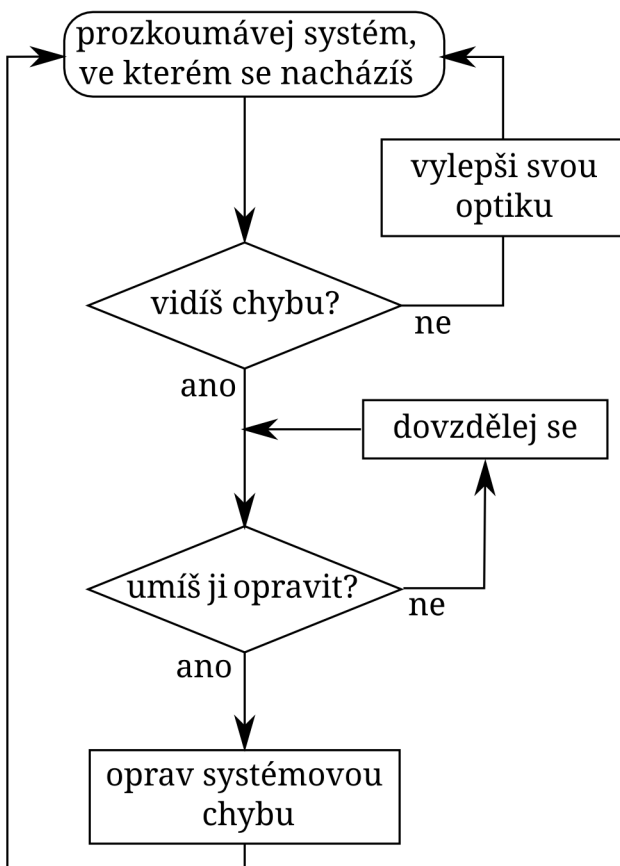 prozkoumávej systém,
ve kterém se nacházíš
vylepši svou
optiku
vidíš chybu?
ne
ano
dovzdělej se
umíš ji opravit?
ne
ano
oprav systémovou
chybu